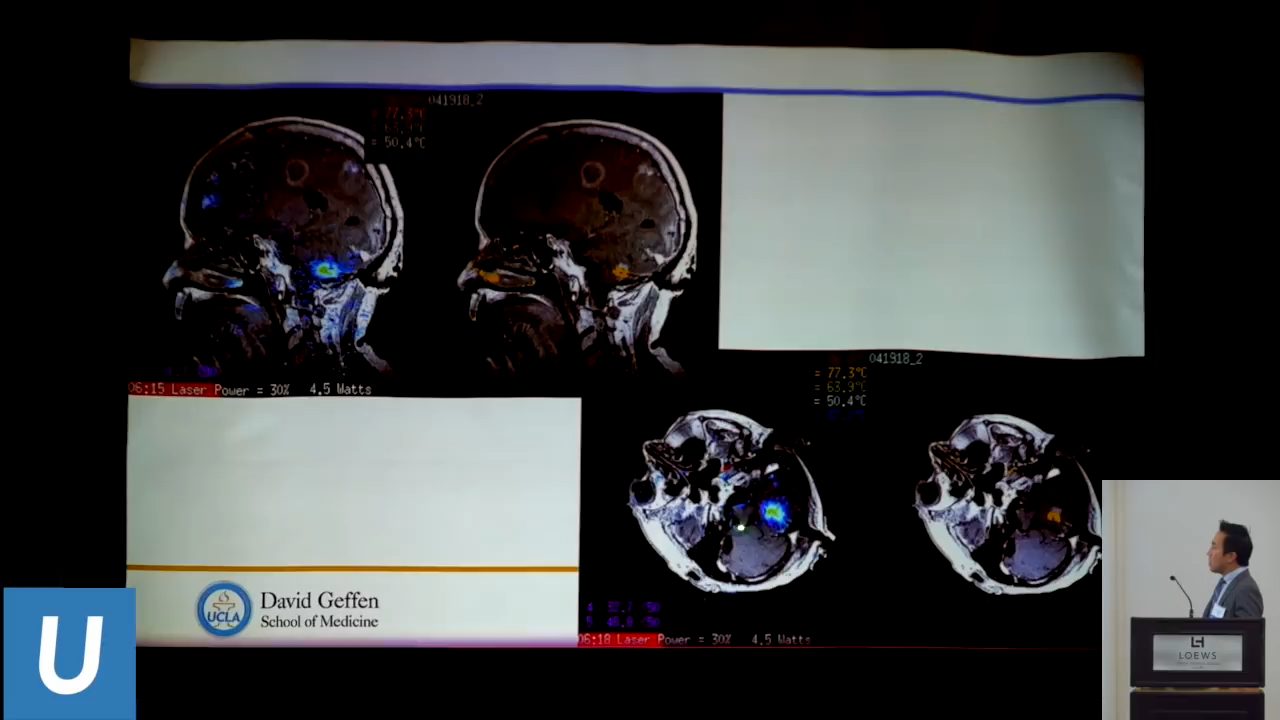 041918_2
= 77.3°C
= 50.4°C
06:15 Laser Power = 30% 4.5 Watts
041918_2
= 77.3°C
= 63.9°C
= 50.4°C
06:18 Laser Power = 30% 4.5 Watts
UCLA
David Geffen
School of Medicine
U
LOEWS